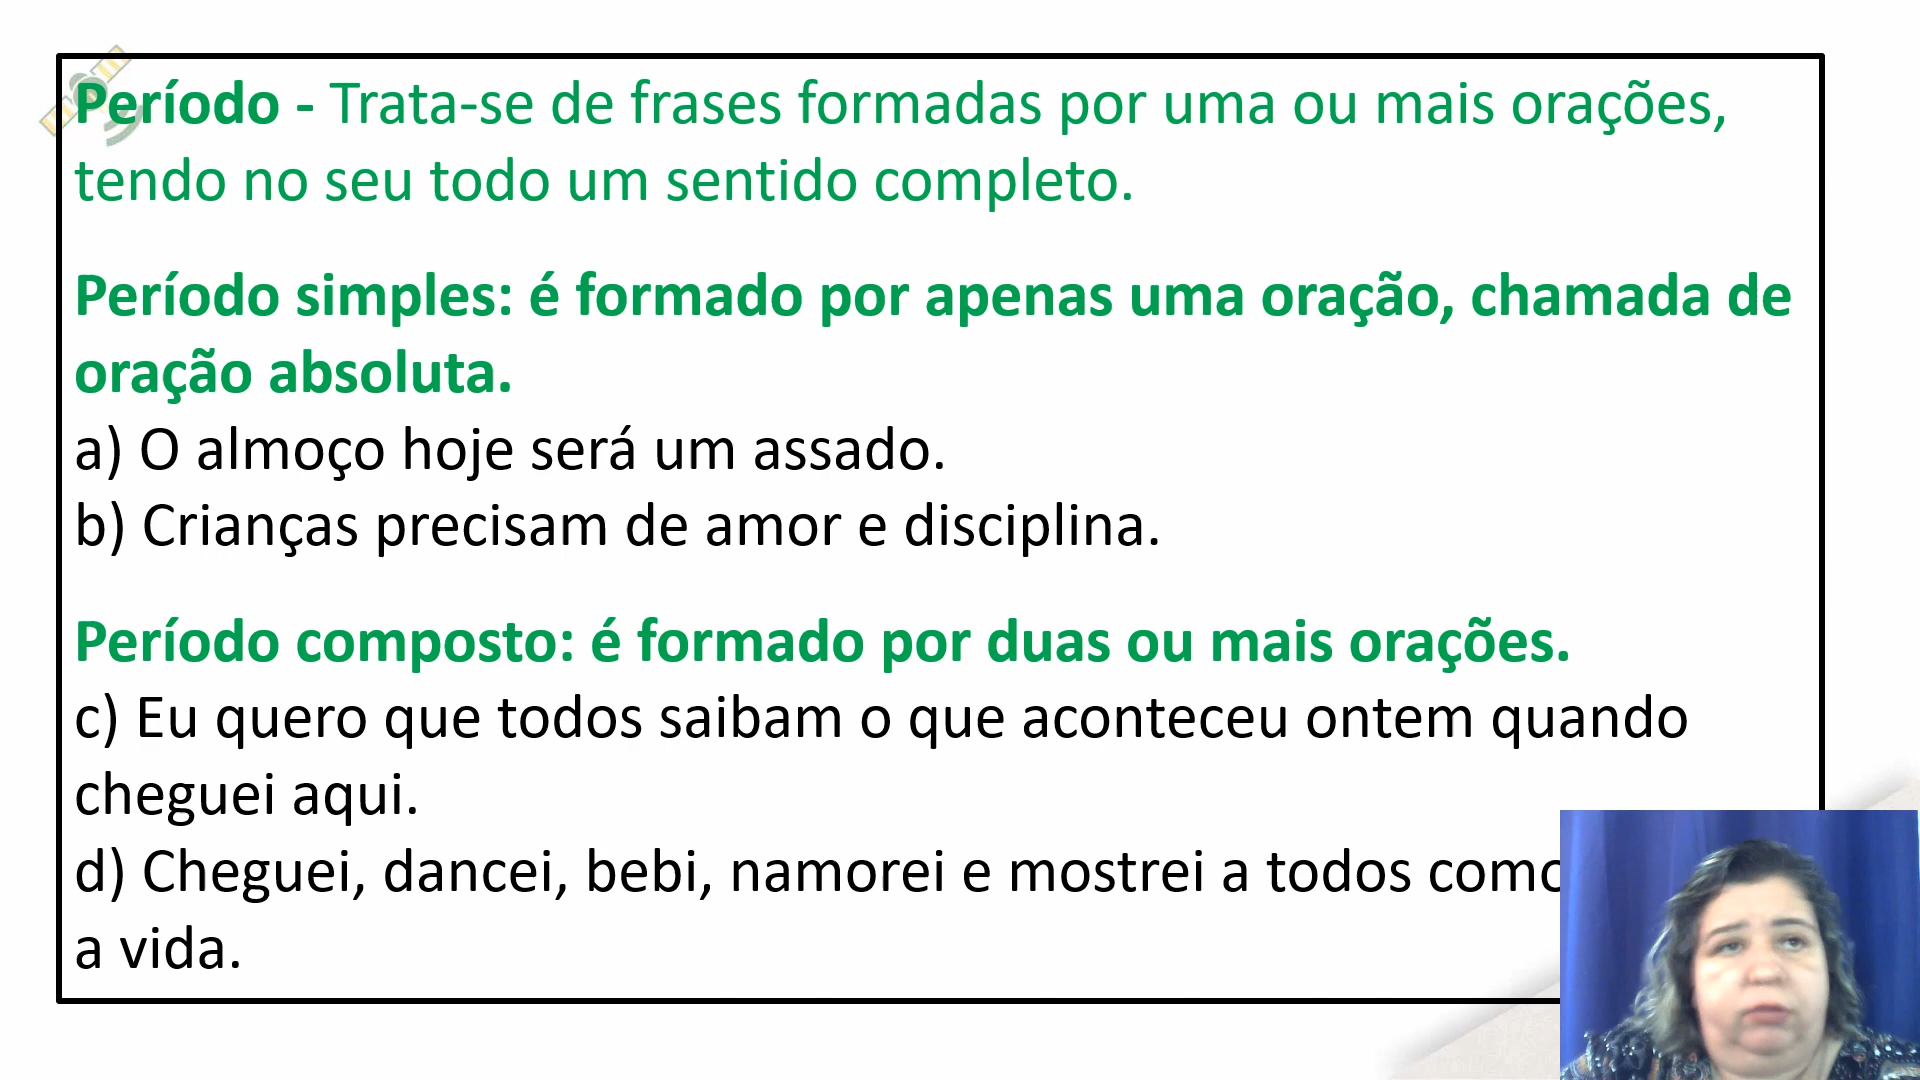 Período - Trata-se de frases formadas por uma ou mais orações,
tendo no seu todo um sentido completo.
Período simples: é formado por apenas uma oração, chamada de
oração absoluta.
a) O almoço hoje será um assado.
b) Crianças precisam de amor e disciplina.
Período composto: é formado por duas ou mais orações.
c) Eu quero que todos saibam o que aconteceu ontem quando
cheguei aqui.
d) Cheguei, dancei, bebi, namorei e mostrei a todos como
a vida.